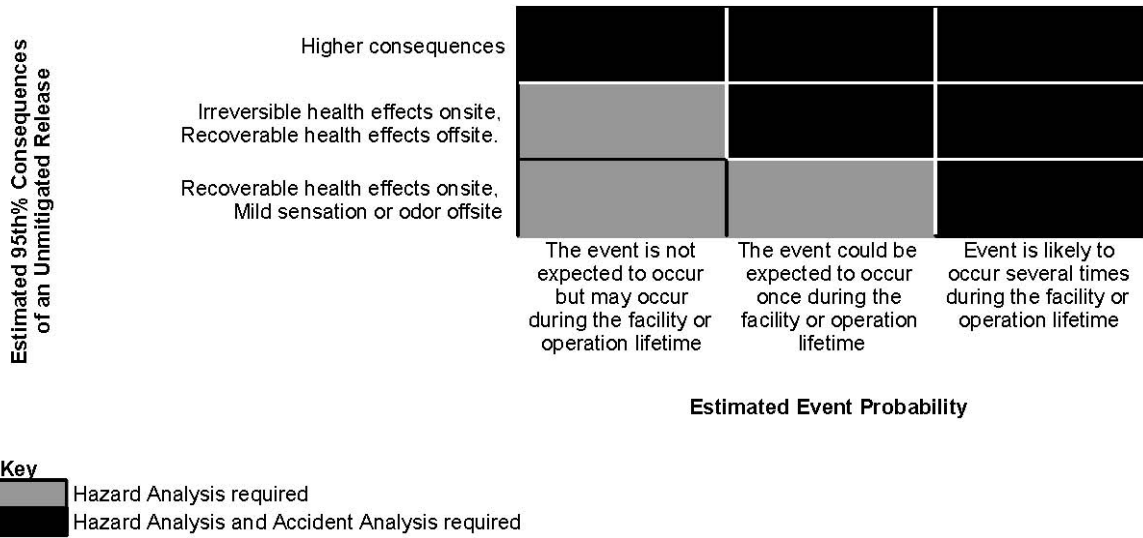 Estimated 95th% Consequences
of an Unmitigated Release
Higher consequences
Irreversible health effects onsite,
Recoverable health effects offsite.
Recoverable health effects onsite,
Mild sensation or odor offsite
The event is not
expected to occur
but may occur
during the facility or
operation lifetime
The event could be
expected to occur
once during the
facility or operation
lifetime
Event is likely to
occur several times
during the facility or
operation lifetime
Estimated Event Probability
Key
Hazard Analysis required
Hazard Analysis and Accident Analysis required